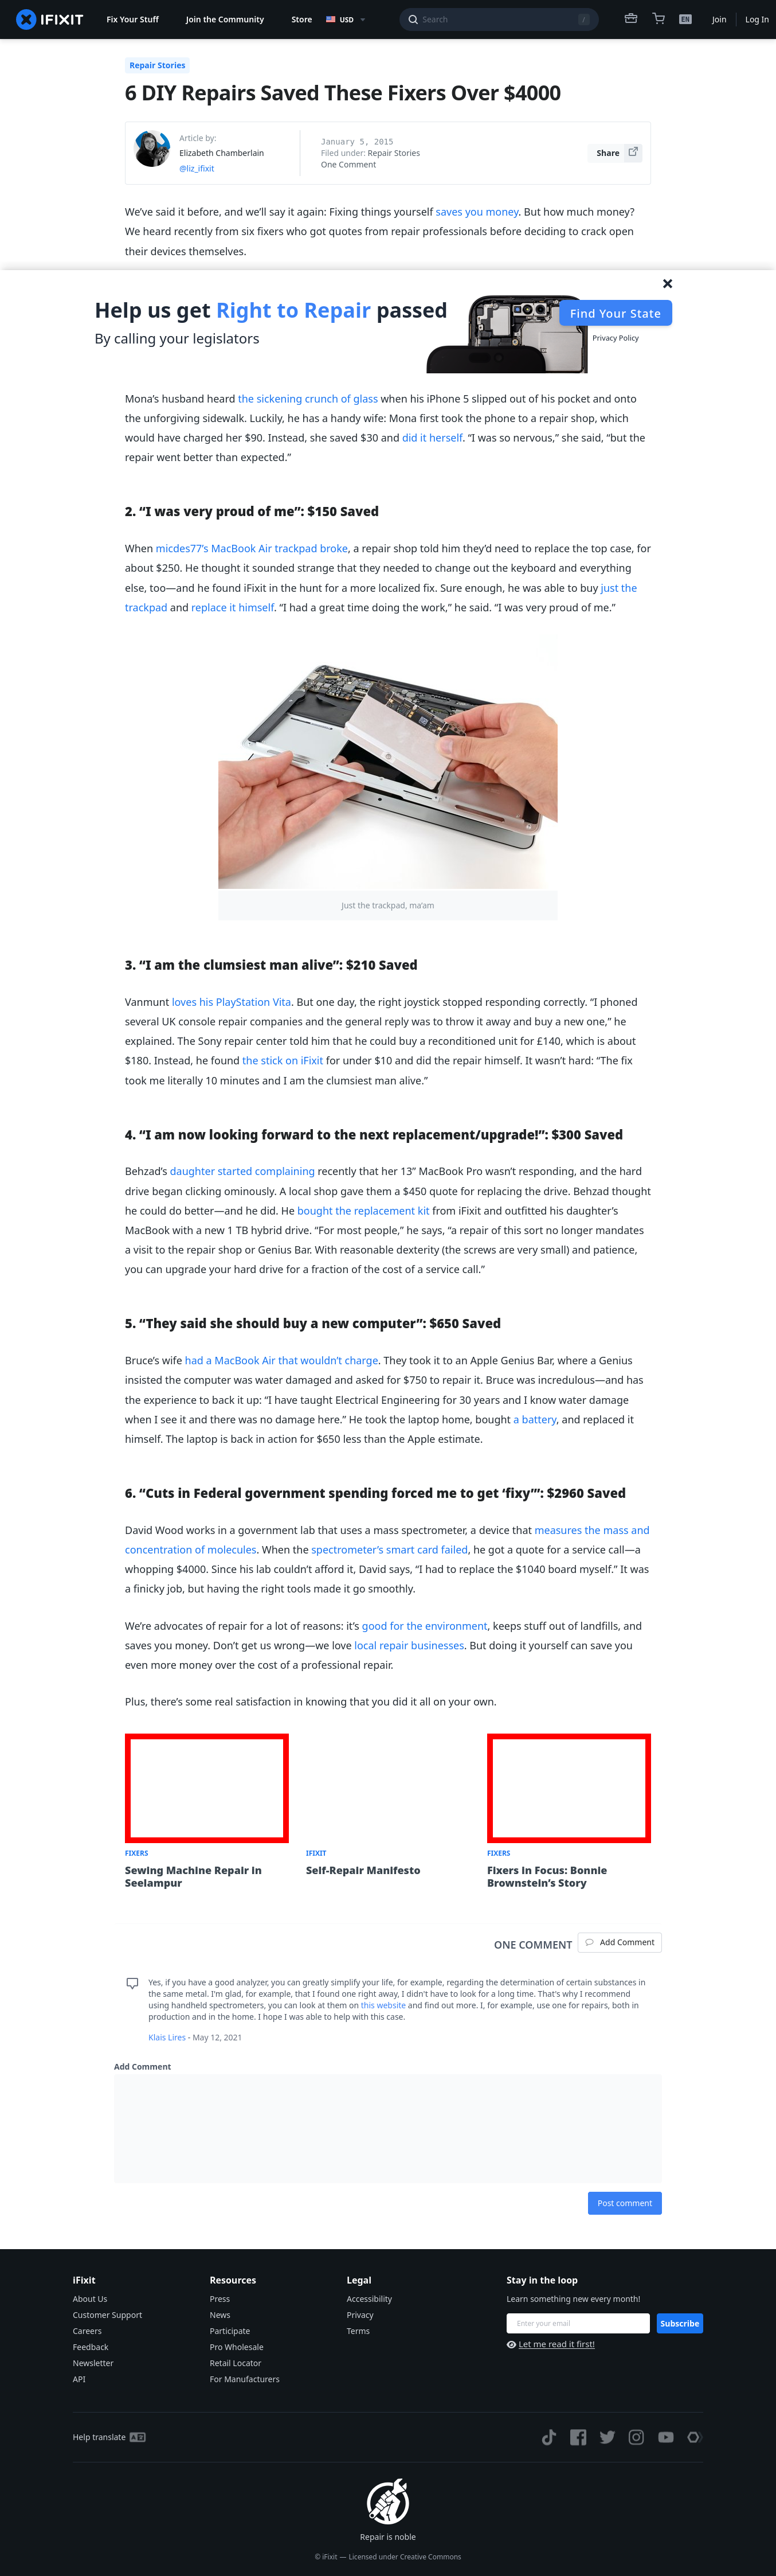 IFIXIT
Fix Your Stuff
Join the Community
Store
USD
Search
/
EN
Join
Log In
Repair Stories
6 DIY Repairs Saved These Fixers Over $4000
Article by:
Elizabeth Chamberlain
@liz_ifixit
January 5, 2015
Filed under: Repair Stories
One Comment
Share
We’ve said it before, and we’ll say it again: Fixing things yourself saves you money. But how much money?
We heard recently from six fixers who got quotes from repair professionals before deciding to crack open
their devices themselves.
Help us get Right to Repair passed
By calling your legislators
Find Your State
Privacy Policy
Mona’s husband heard the sickening crunch of glass when his iPhone 5 slipped out of his pocket and onto
the unforgiving sidewalk. Luckily, he has a handy wife: Mona first took the phone to a repair shop, which
would have charged her $90. Instead, she saved $30 and did it herself. “I was so nervous,” she said, “but the
repair went better than expected.”
2. “I was very proud of me”: $150 Saved
When micdes77’s MacBook Air trackpad broke, a repair shop told him they’d need to replace the top case, for
about $250. He thought it sounded strange that they needed to change out the keyboard and everything
else, too—and he found iFixit in the hunt for a more localized fix. Sure enough, he was able to buy just the
trackpad and replace it himself. “I had a great time doing the work,” he said. “I was very proud of me.”
Just the trackpad, ma’am
3. “I am the clumsiest man alive”: $210 Saved
Vanmunt loves his PlayStation Vita. But one day, the right joystick stopped responding correctly. “I phoned
several UK console repair companies and the general reply was to throw it away and buy a new one,” he
explained. The Sony repair center told him that he could buy a reconditioned unit for £140, which is about
$180. Instead, he found the stick on iFixit for under $10 and did the repair himself. It wasn’t hard: “The fix
took me literally 10 minutes and I am the clumsiest man alive.”
4. “I am now looking forward to the next replacement/upgrade!”: $300 Saved
Behzad’s daughter started complaining recently that her 13” MacBook Pro wasn’t responding, and the hard
drive began clicking ominously. A local shop gave them a $450 quote for replacing the drive. Behzad thought
he could do better—and he did. He bought the replacement kit from iFixit and outfitted his daughter’s
MacBook with a new 1 TB hybrid drive. “For most people,” he says, “a repair of this sort no longer mandates
a visit to the repair shop or Genius Bar. With reasonable dexterity (the screws are very small) and patience,
you can upgrade your hard drive for a fraction of the cost of a service call.”
5. “They said she should buy a new computer”: $650 Saved
Bruce’s wife had a MacBook Air that wouldn’t charge. They took it to an Apple Genius Bar, where a Genius
insisted the computer was water damaged and asked for $750 to repair it. Bruce was incredulous—and has
the experience to back it up: “I have taught Electrical Engineering for 30 years and I know water damage
when I see it and there was no damage here.” He took the laptop home, bought a battery, and replaced it
himself. The laptop is back in action for $650 less than the Apple estimate.
6. “Cuts in Federal government spending forced me to get ‘fixy’”: $2960 Saved
David Wood works in a government lab that uses a mass spectrometer, a device that measures the mass and
concentration of molecules. When the spectrometer’s smart card failed, he got a quote for a service call—a
whopping $4000. Since his lab couldn’t afford it, David says, “I had to replace the $1040 board myself.” It was
a finicky job, but having the right tools made it go smoothly.
We’re advocates of repair for a lot of reasons: it’s good for the environment, keeps stuff out of landfills, and
saves you money. Don’t get us wrong—we love local repair businesses. But doing it yourself can save you
even more money over the cost of a professional repair.
Plus, there’s some real satisfaction in knowing that you did it all on your own.
FIXERS
Sewing Machine Repair in
Seelampur
IFIXIT
Self-Repair Manifesto
FIXERS
Fixers in Focus: Bonnie
Brownstein’s Story
ONE COMMENT
Add Comment
Yes, if you have a good analyzer, you can greatly simplify your life, for example, regarding the determination of certain substances in
the same metal. I'm glad, for example, that I found one right away, I didn't have to look for a long time. That's why I recommend
using handheld spectrometers, you can look at them on this website and find out more. I, for example, use one for repairs, both in
production and in the home. I hope I was able to help with this case.
Klais Lires - May 12, 2021
Add Comment
Post comment
iFixit
About Us
Customer Support
Careers
Feedback
Newsletter
API
Resources
Press
News
Participate
Pro Wholesale
Retail Locator
For Manufacturers
Legal
Accessibility
Privacy
Terms
Stay in the loop
Learn something new every month!
Enter your email
Subscribe
Let me read it first!
Help translate
Repair is noble
© iFixit — Licensed under Creative Commons